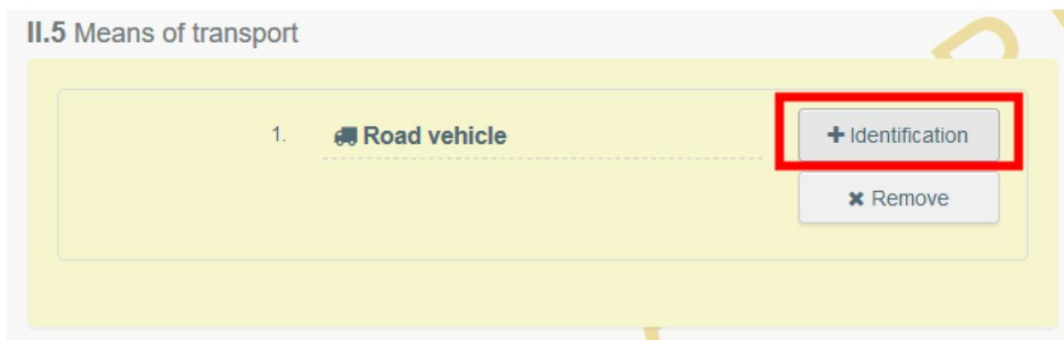 II.5 Means of transport
1. Road vehicle
Identification
Remove